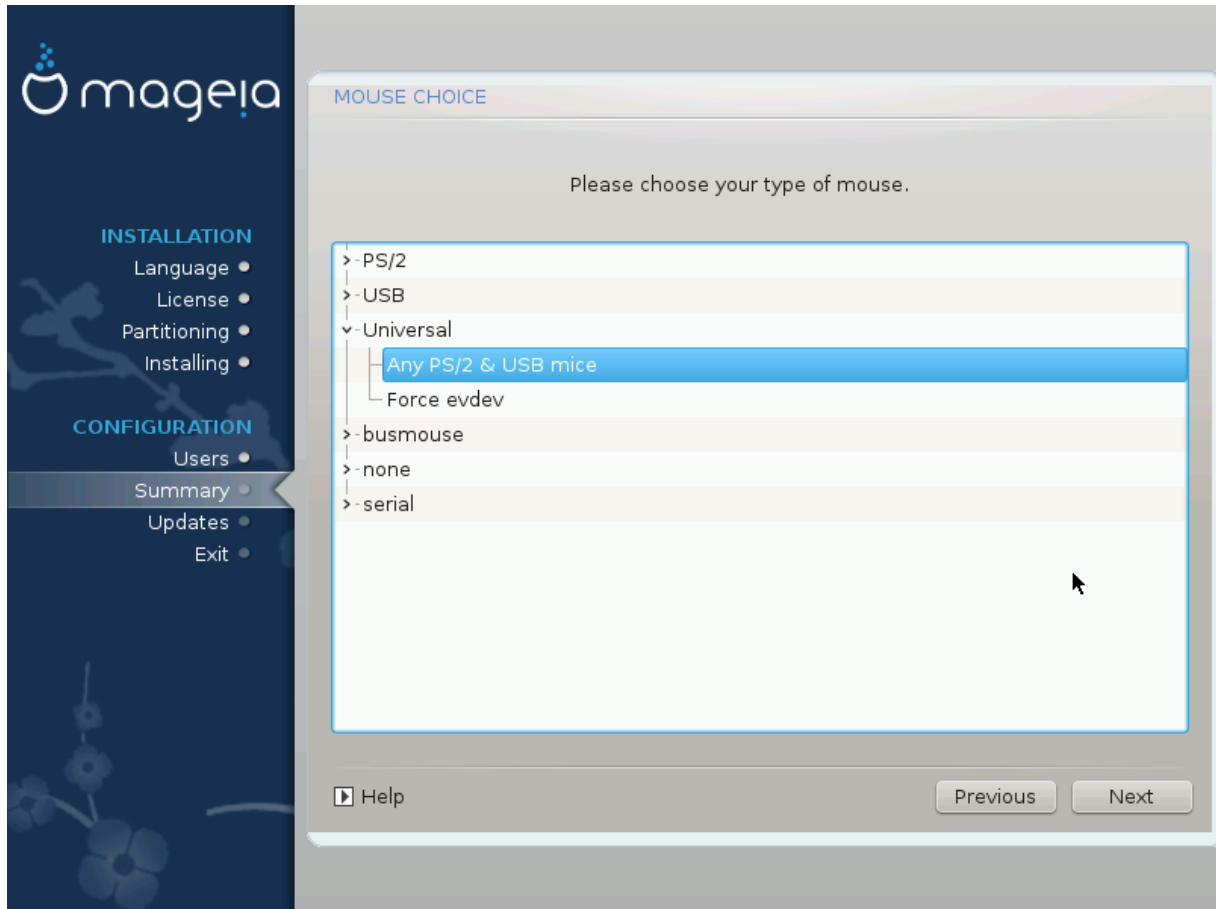 mageia
INSTALLATION
Language
License
Partitioning
Installing
CONFIGURATION
Users
Summary
Updates
Exit
MOUSE CHOICE
Please choose your type of mouse.
PS/2
USB
Universal
Any PS/2 & USB mice
Force evdev
busmouse
none
serial
Help
Previous
Next